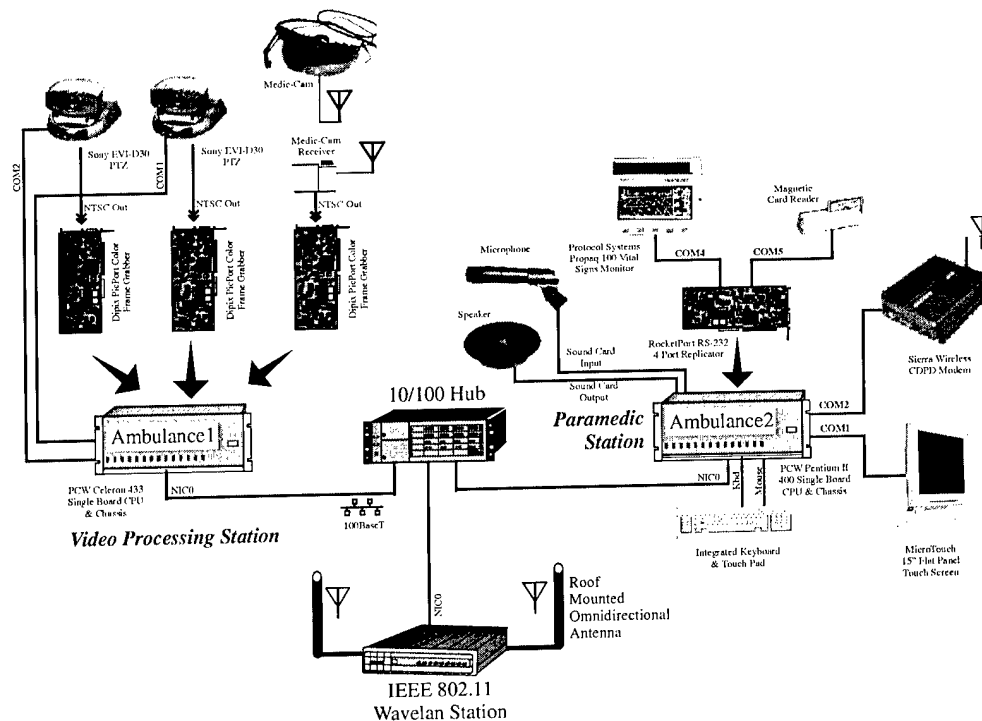 Medic-Cam
Sony EVI-D30
PTZ
Sony EVI-D30
PTZ
Medic-Cam
Receiver
COM2
COM1
NTSC Out
NTSC Out
NTSC Out
Dipix PicPort Color
Frame Grabber
Dipix PicPort Color
Frame Grabber
Dipix PicPort Color
Frame Grabber
Magnetic
Card Reader
Microphone
Protocol Systems
Propaq 100 Vital
Signs Monitor
COM4
COM5
Speaker
RocketPort RS-232
4 Port Replicator
Sound Card
Input
Sound Card
Output
Sierra Wireless
CDPD Modem
10/100 Hub
Paramedic
Station
Ambulance1
Ambulance2
COM2
COM1
PCW Celeron 433
Single Board CPU
& Chassis
NIC0
NIC0
Kbd
Mouse
PCW Pentium II
400 Single Board
CPU & Chassis
100BaseT
Video Processing Station
Integrated Keyboard
& Touch Pad
MicroTouch
15" Flat Panel
Touch Screen
NIC0
Roof
Mounted
Omnidirectional
Antenna
IEEE 802.11
Wavelan Station